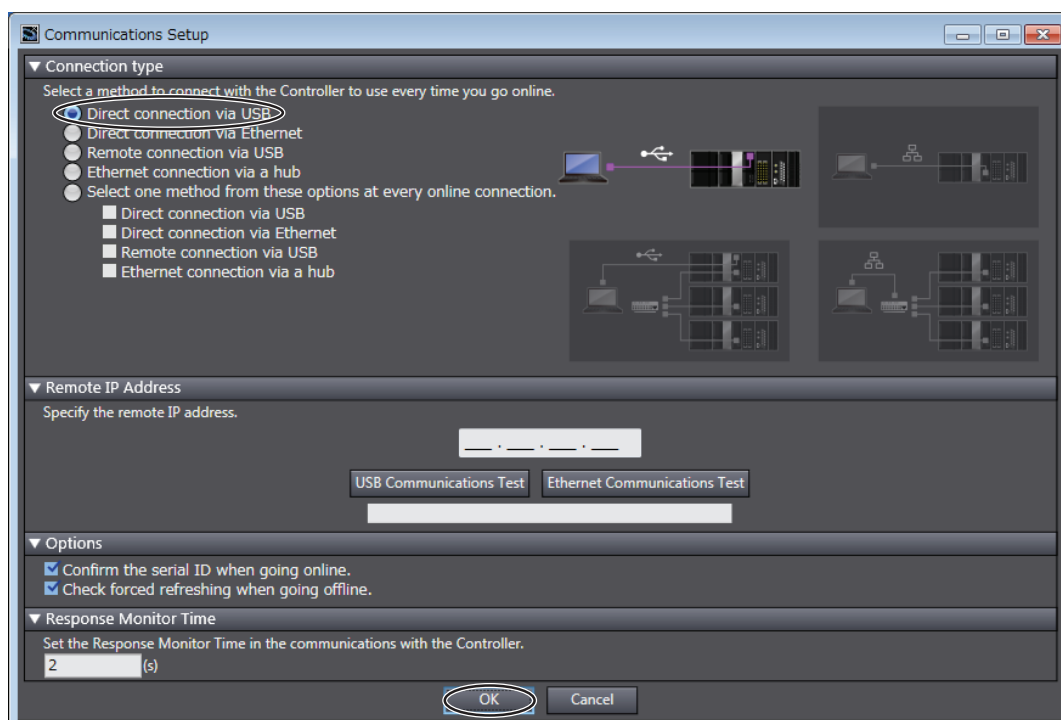 Communications Setup
▼ Connection type
Select a method to connect with the Controller to use every time you go online.
Direct connection via USB
Direct connection via Ethernet
Remote connection via USB
Ethernet connection via a hub
Select one method from these options at every online connection.
Direct connection via USB
Direct connection via Ethernet
Remote connection via USB
Ethernet connection via a hub
▼ Remote IP Address
Specify the remote IP address.
___ . ___ . ___ . ___
USB Communications Test Ethernet Communications Test
▼ Options
Confirm the serial ID when going online.
Check forced refreshing when going offline.
▼ Response Monitor Time
Set the Response Monitor Time in the communications with the Controller.
2 (s)
OK Cancel